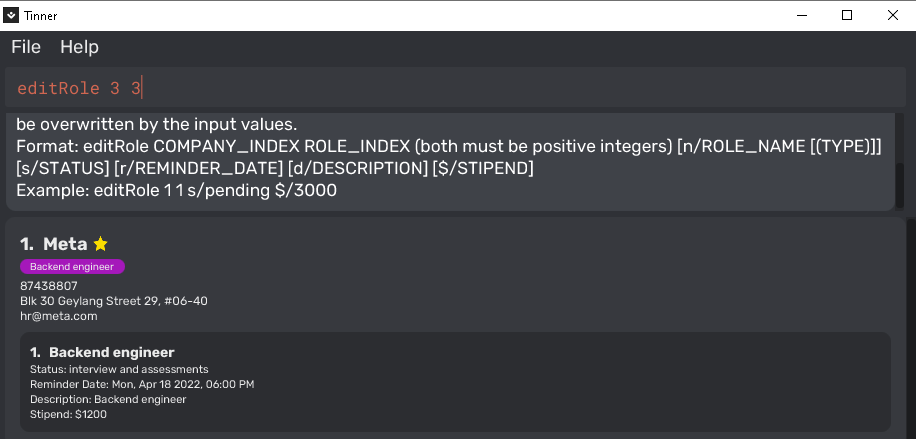 Tinner
File Help
editRole 3 3
be overwritten by the input values.
Format: editRole COMPANY_INDEX ROLE_INDEX (both must be positive integers) [n/ROLE_NAME [(TYPE)]]
[s/STATUS] [r/REMINDER_DATE] [d/DESCRIPTION] [$/STIPEND]
Example: editRole 1 1 s/pending $/3000
1. Meta
Backend engineer
87438807
Blk 30 Geylang Street 29, #06-40
hr@meta.com
1. Backend engineer
Status: interview and assessments
Reminder Date: Mon, Apr 18 2022, 06:00 PM
Description: Backend engineer
Stipend: $1200